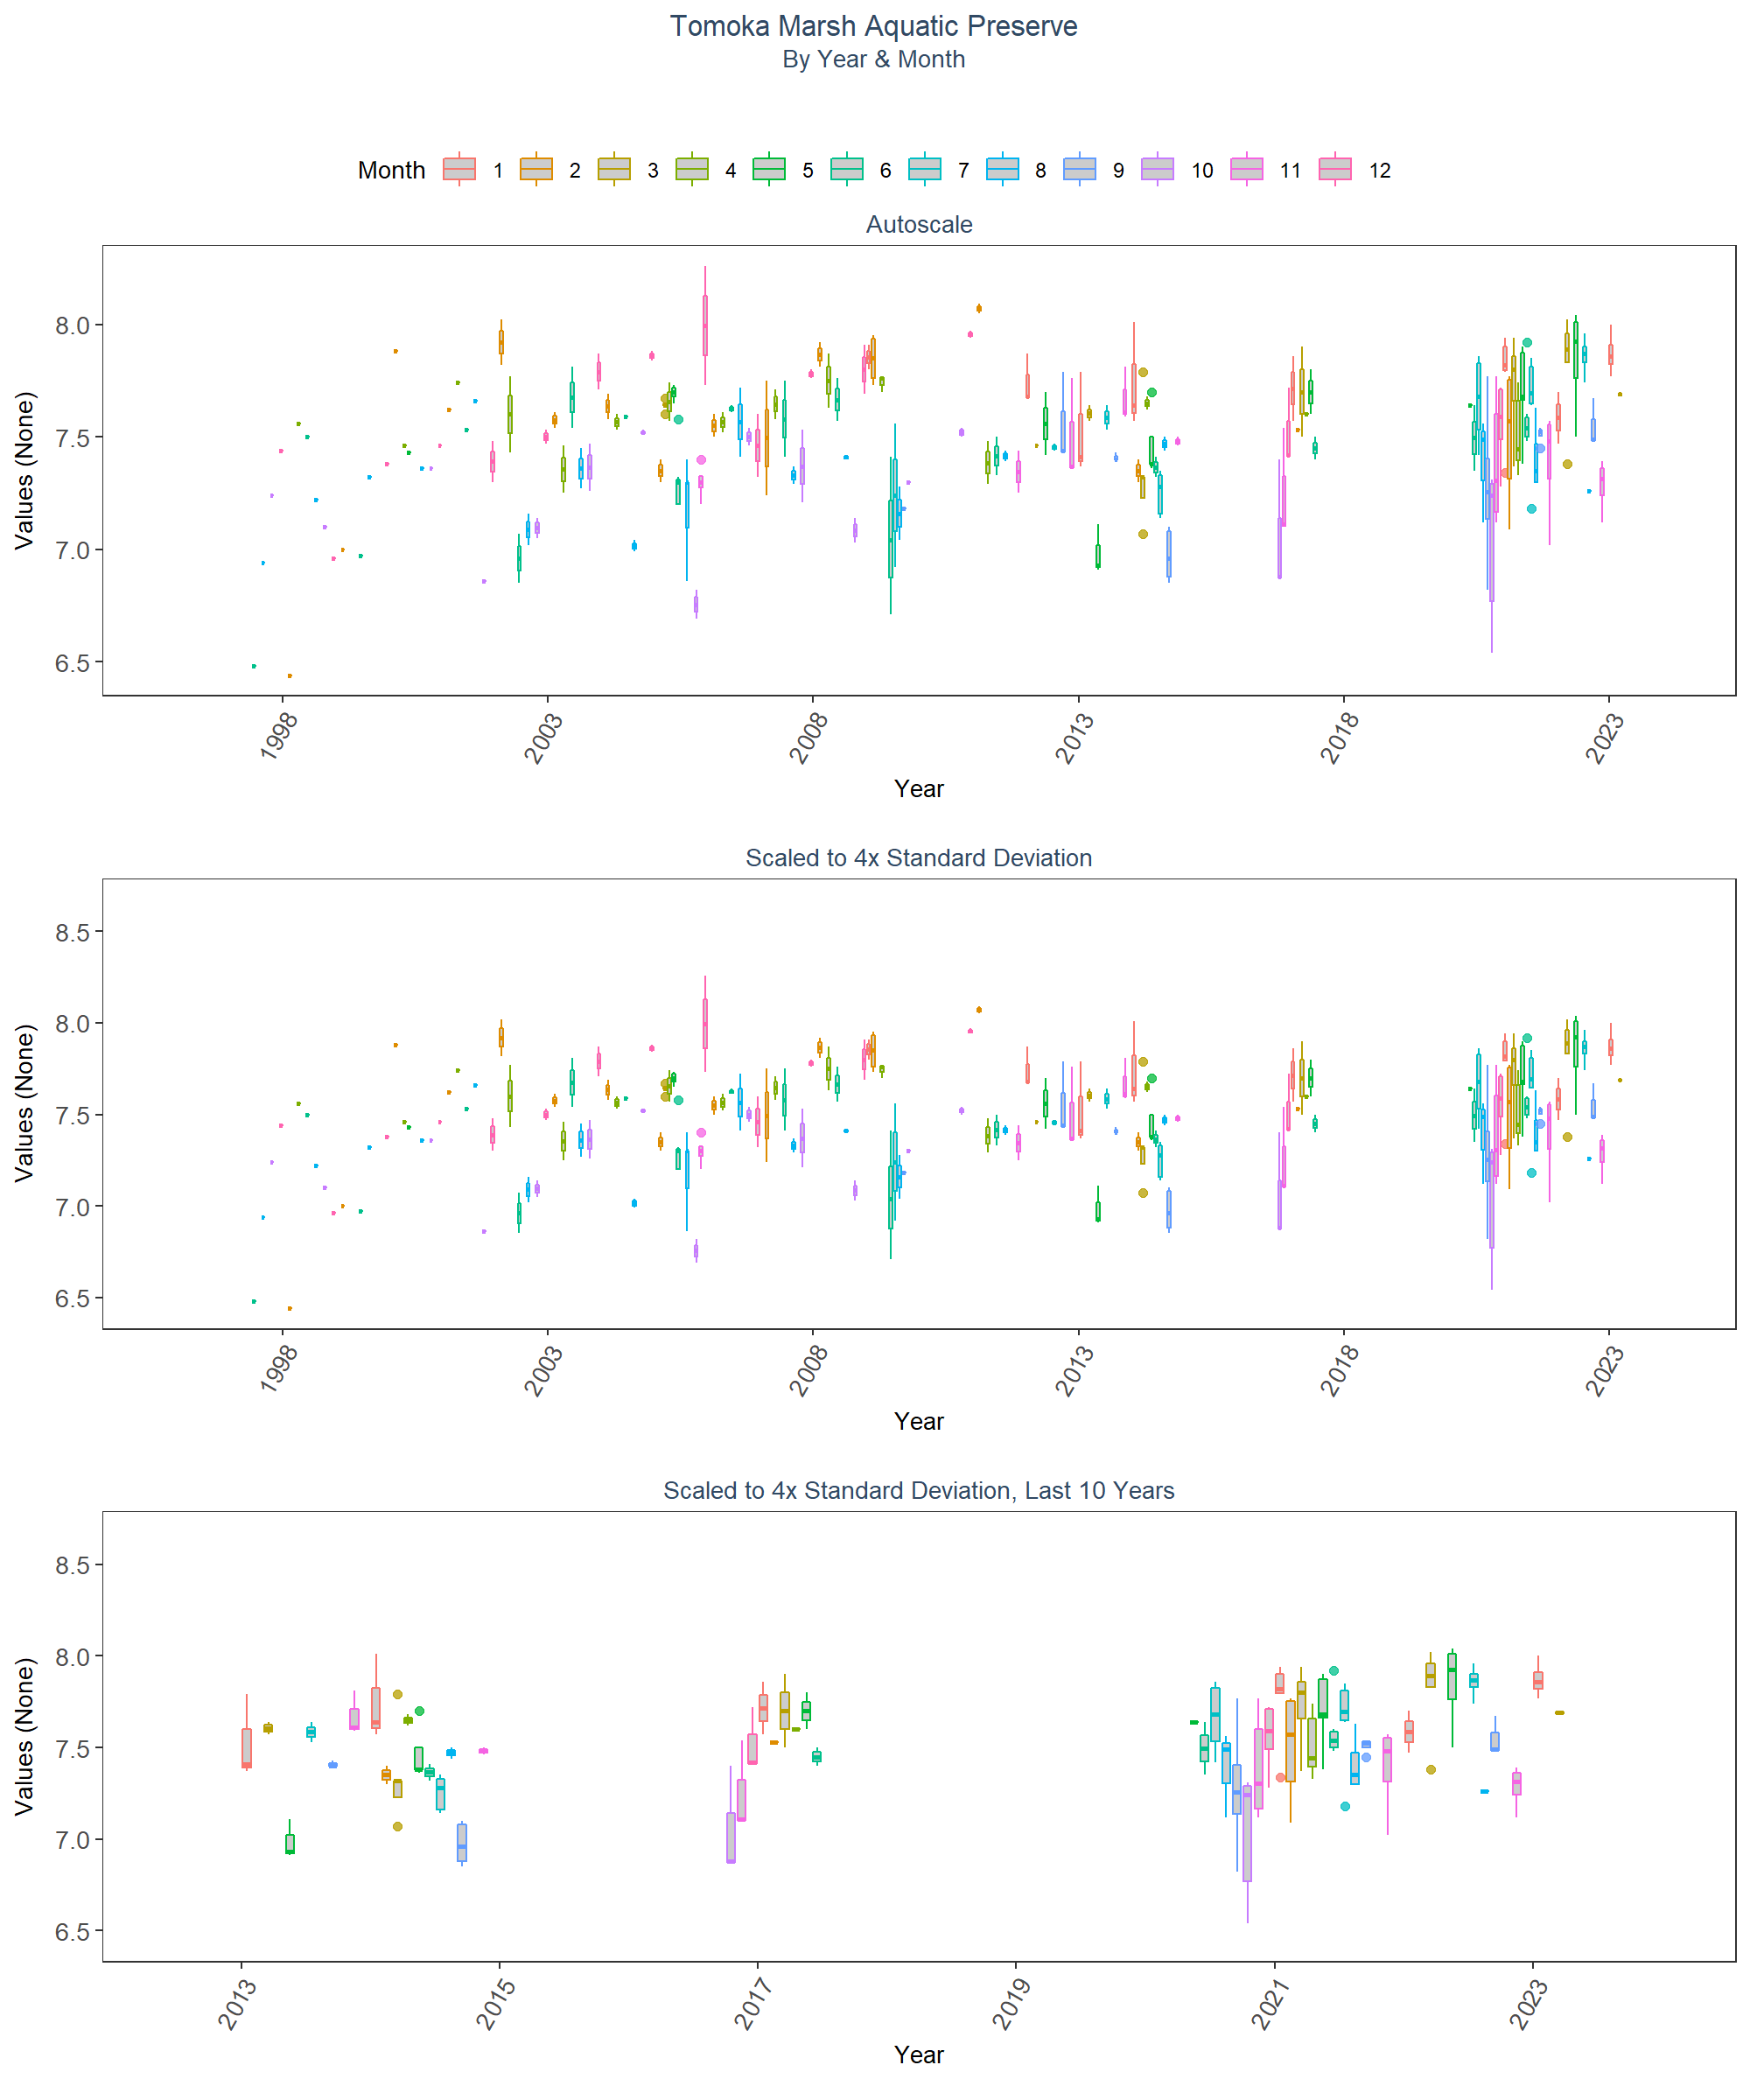 Tomoka Marsh Aquatic Preserve
By Year & Month
Month 1 2 3 4 5 6 7 8 9 10 11 12
Autoscale
Values (None)
8.0
7.5
7.0
6.5
1998 2003 2008 2013 2018 2023
Year
Scaled to 4x Standard Deviation
Values (None)
8.5
8.0
7.5
7.0
6.5
1998 2003 2008 2013 2018 2023
Year
Scaled to 4x Standard Deviation, Last 10 Years
Values (None)
8.5
8.0
7.5
7.0
6.5
2013 2015 2017 2019 2021 2023
Year